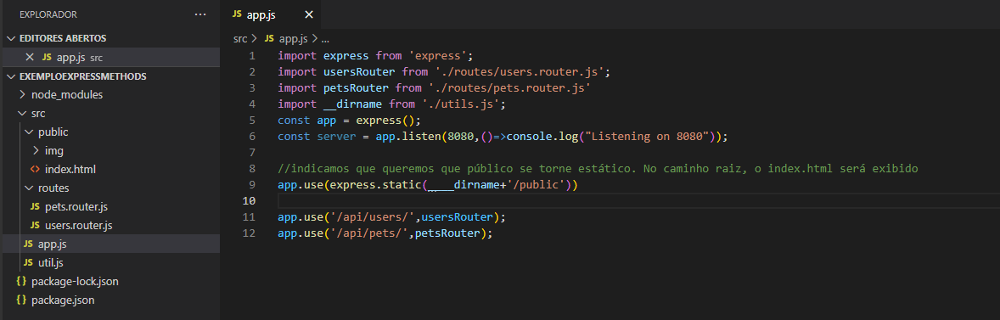 EXPLORADOR ···
EDITORES ABERTOS
JS app.js src
EXEMPLOEXPRESSMETHODS
node_modules
src
public
img
<> index.html
routes
JS pets.router.js
JS users.router.js
JS app.js
JS util.js
{} package-lock.json
{} package.json
JS app.js
src > JS app.js > ...
1 import express from 'express';
2 import usersRouter from './routes/users.router.js';
3 import petsRouter from './routes/pets.router.js'
4 import __dirname from './utils.js';
5 const app = express();
6 const server = app.listen(8080,()=>console.log("Listening on 8080"));
7
8 //indicamos que queremos que público se torne estático. No caminho raiz, o index.html será exibido
9 app.use(express.static(____dirname+'/public'))
10
11 app.use('/api/users/',usersRouter);
12 app.use('/api/pets/',petsRouter);